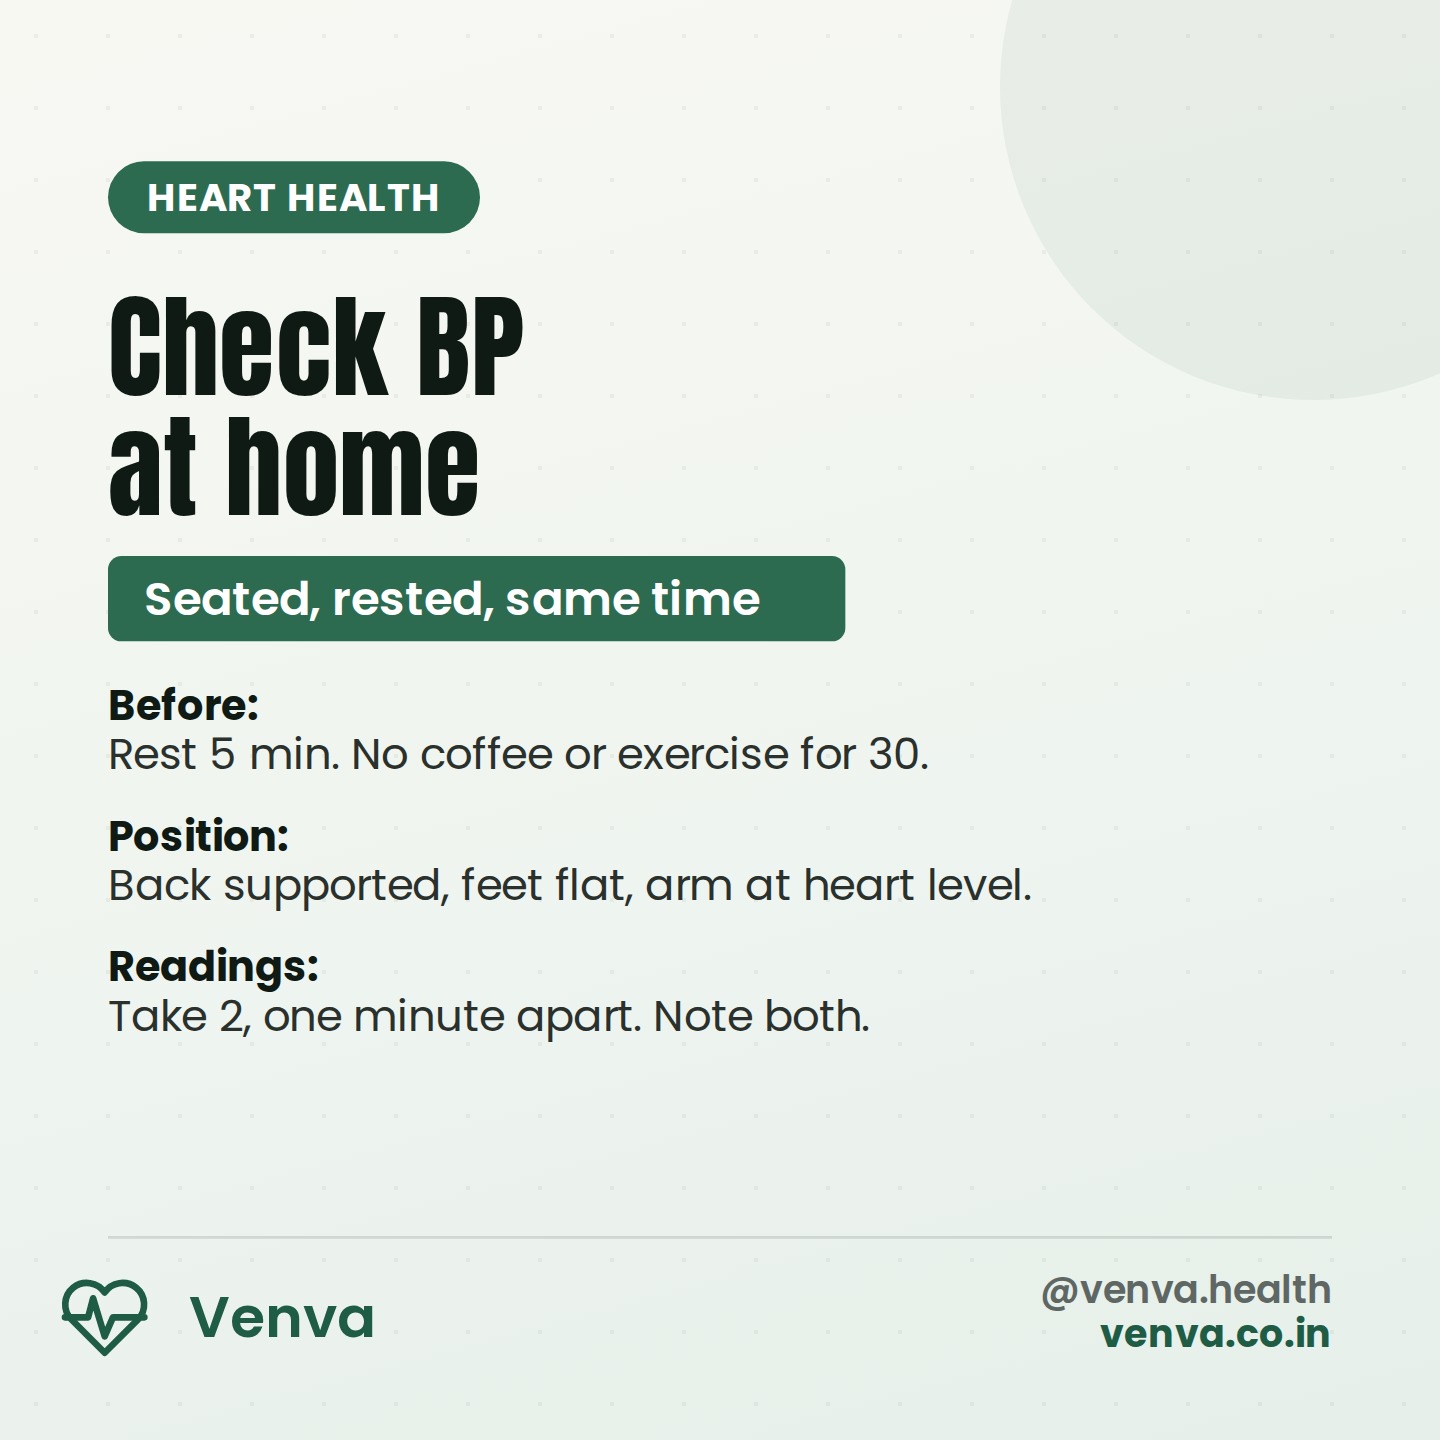 HEART HEALTH
Check BP
at home
Seated, rested, same time
Before:
Rest 5 min. No coffee or exercise for 30.
Position:
Back supported, feet flat, arm at heart level.
Readings:
Take 2, one minute apart. Note both.
Venva
@venva.health
venva.co.in